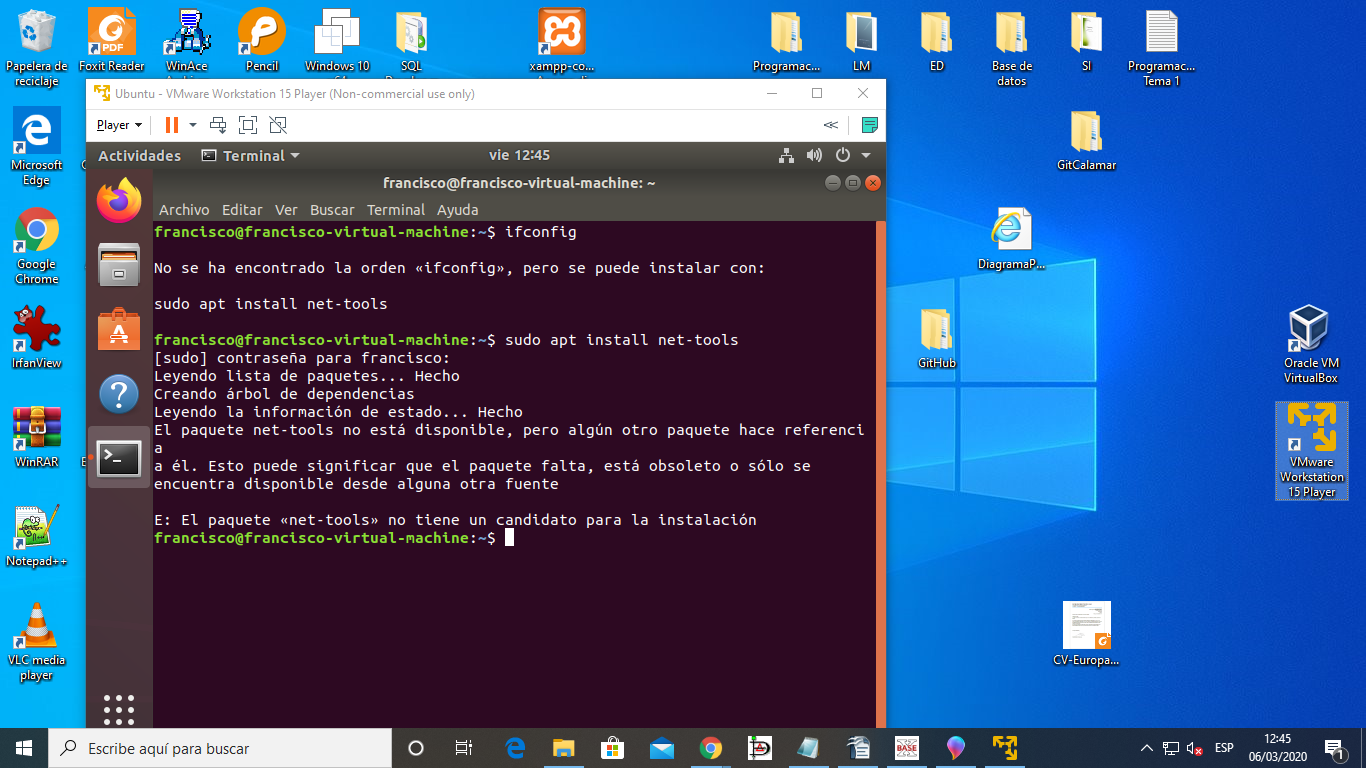 Papelera de
reciclaje
Foxit Reader
WinAce
Pencil
Windows 10
SQL
xampp-co...
Programac...
LM
ED
Base de
datos
SI
Programac...
Tema 1
Ubuntu - VMware Workstation 15 Player (Non-commercial use only)
Player
Actividades
Terminal
vie 12:45
francisco@francisco-virtual-machine: ~
Archivo Editar Ver Buscar Terminal Ayuda
francisco@francisco-virtual-machine:~$ ifconfig
No se ha encontrado la orden «ifconfig», pero se puede instalar con:
sudo apt install net-tools
francisco@francisco-virtual-machine:~$ sudo apt install net-tools
[sudo] contraseña para francisco:
Leyendo lista de paquetes... Hecho
Creando árbol de dependencias
Leyendo la información de estado... Hecho
El paquete net-tools no está disponible, pero algún otro paquete hace referenci
a
a él. Esto puede significar que el paquete falta, está obsoleto o sólo se
encuentra disponible desde alguna otra fuente
E: El paquete «net-tools» no tiene un candidato para la instalación
francisco@francisco-virtual-machine:~$
Microsoft
Edge
Google
Chrome
IrfanView
WinRAR
Notepad++
VLC media
player
GitCalamar
DiagramaP...
GitHub
Oracle VM
VirtualBox
VMware
Workstation
15 Player
CV-Europa...
Escribe aquí para buscar
BASE
ESP
12:45
06/03/2020
1